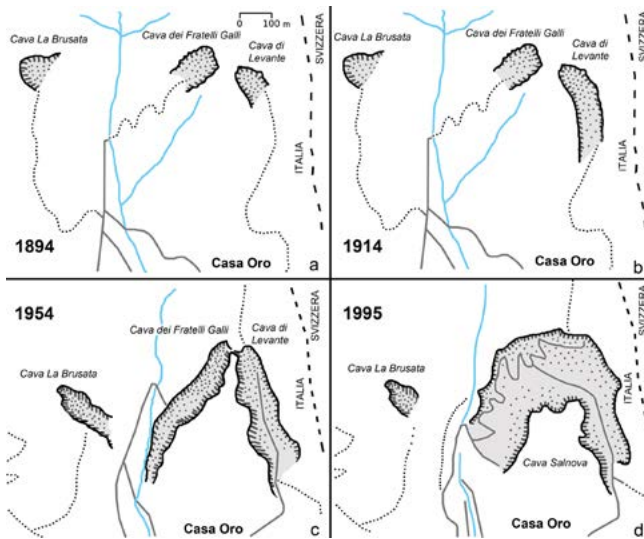 Cava La Brusata
0
100 m
Cava dei Fratelli Galli
Cava di
Levante
SVIZZERA
ITALIA
1894
Casa Oro
a
Cava La Brusata
Cava dei Fratelli Galli
Cava di
Levante
SVIZZERA
ITALIA
1914
Casa Oro
b
1954
Cava dei Fratelli Galli
Cava di
Levante
SVIZZERA
ITALIA
Cava La Brusata
Casa Oro
c
1995
SVIZZERA
ITALIA
Cava La Brusata
Cava Salnova
Casa Oro
d